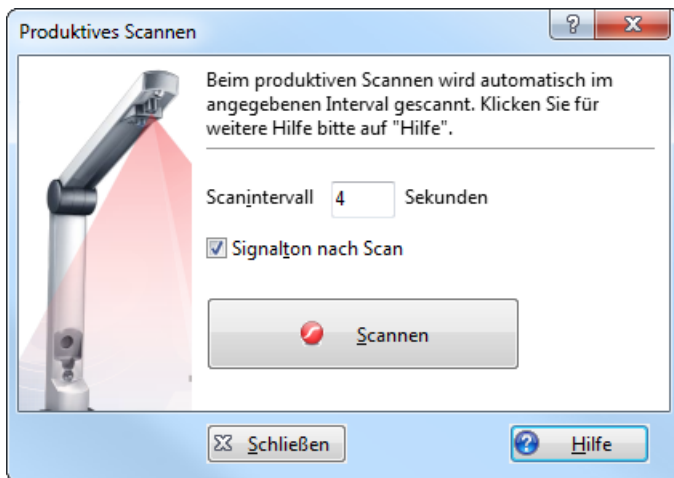 Produktives Scannen
Beim produktiven Scannen wird automatisch im
angegebenen Interval gescannt. Klicken Sie für
weitere Hilfe bitte auf "Hilfe".
Scanintervall 4 Sekunden
Signalton nach Scan
Scannen
Schließen Hilfe